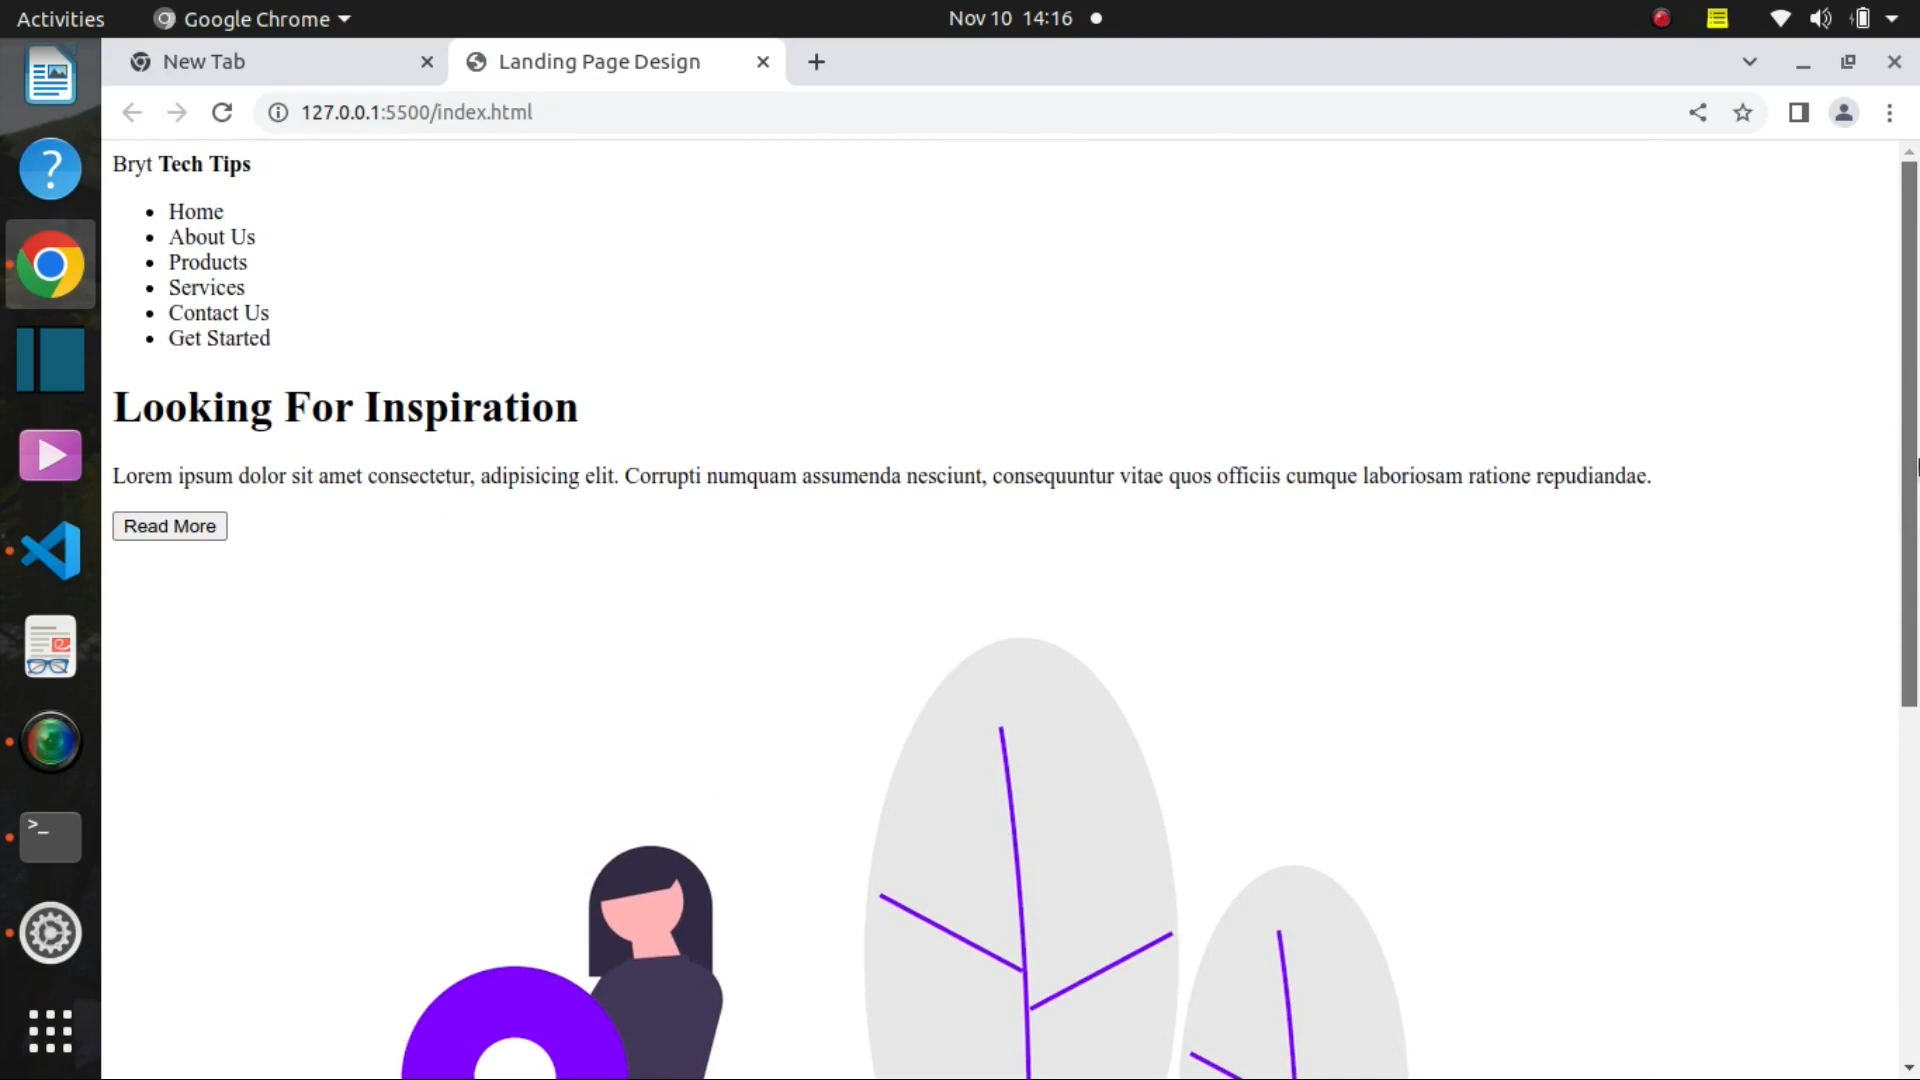 Activities Google Chrome Nov 10 14:16
New Tab Landing Page Design
127.0.0.1:5500/index.html
Bryt Tech Tips
Home
About Us
Products
Services
Contact Us
Get Started
Looking For Inspiration
Lorem ipsum dolor sit amet consectetur, adipisicing elit. Corrupti numquam assumenda nesciunt, consequuntur vitae quos officiis cumque laboriosam ratione repudiandae.
Read More